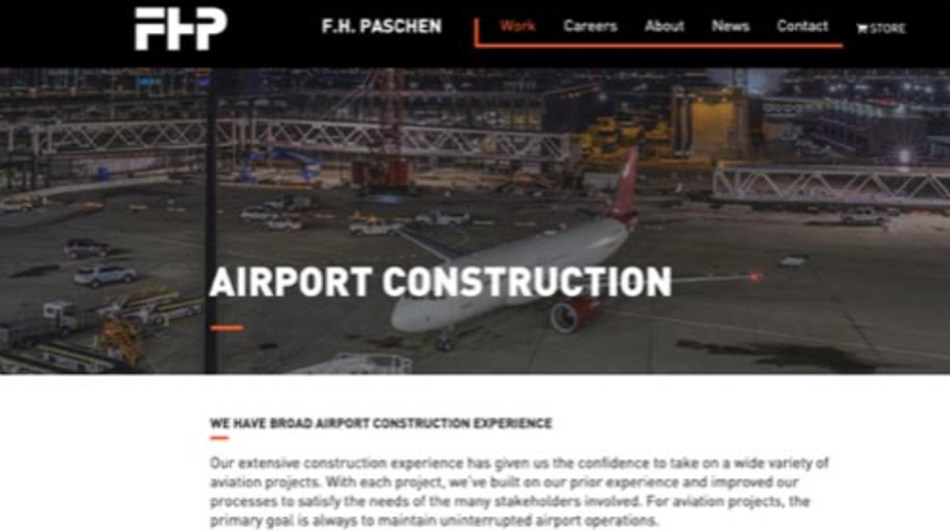 FHP
F.H. PASCHEN
Work Careers About News Contact STORE
AIRPORT CONSTRUCTION
WE HAVE BROAD AIRPORT CONSTRUCTION EXPERIENCE
Our extensive construction experience has given us the confidence to take on a wide variety of
aviation projects. With each project, we've built on our prior experience and improved our
processes to satisfy the needs of the many stakeholders involved. For aviation projects, the
primary goal is always to maintain uninterrupted airport operations.